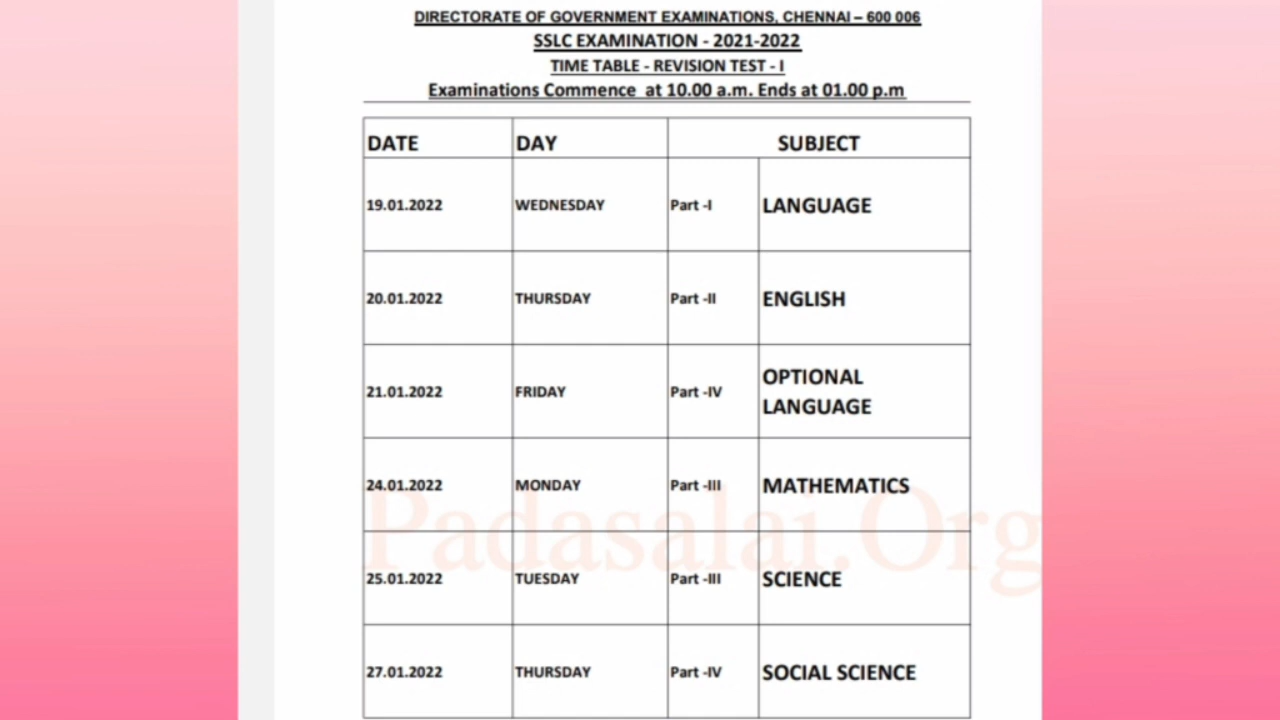 DIRECTORATE OF GOVERNMENT EXAMINATIONS, CHENNAI – 600 006
SSLC EXAMINATION - 2021-2022
TIME TABLE - REVISION TEST - I
Examinations Commence at 10.00 a.m. Ends at 01.00 p.m
DATE DAY SUBJECT
19.01.2022 WEDNESDAY Part -I LANGUAGE
20.01.2022 THURSDAY Part -II ENGLISH
21.01.2022 FRIDAY Part -IV OPTIONAL
LANGUAGE
24.01.2022 MONDAY Part -III MATHEMATICS
Padasalai.Org
25.01.2022 TUESDAY Part -III SCIENCE
27.01.2022 THURSDAY Part -IV SOCIAL SCIENCE